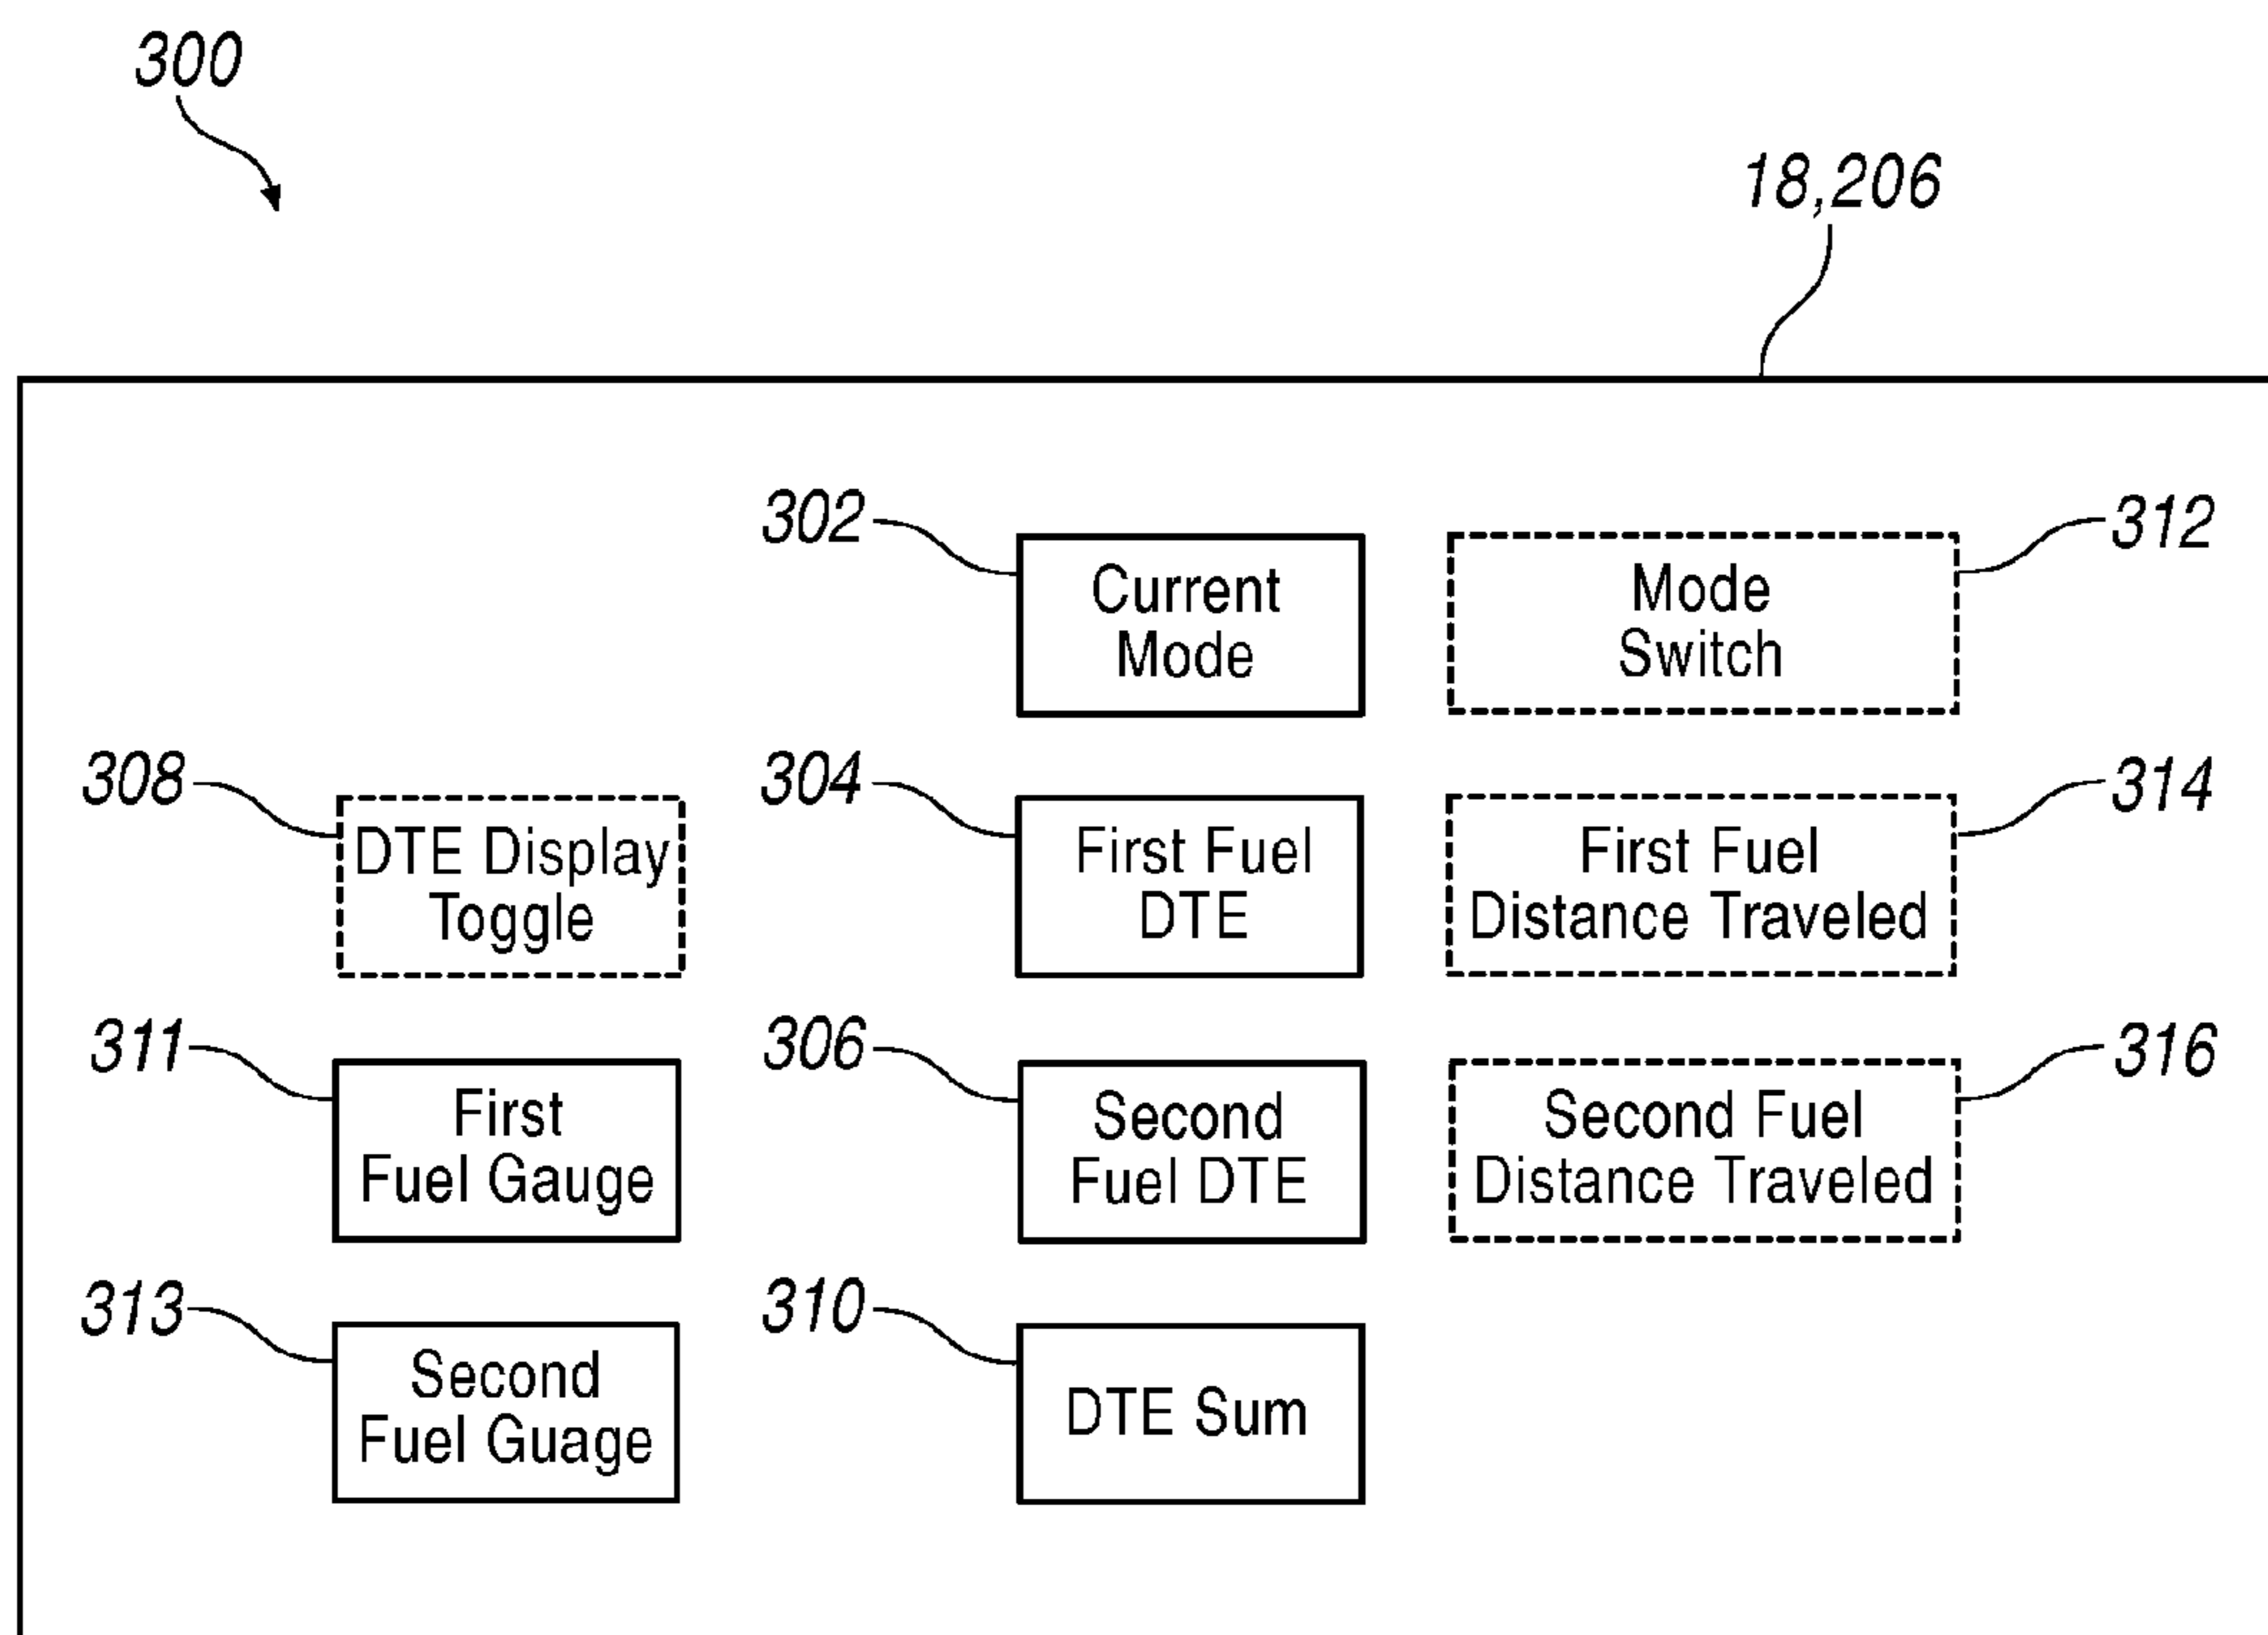 300
18,206
302
Current
Mode
312
Mode
Switch
308
DTE Display
Toggle
304
First Fuel
DTE
314
First Fuel
Distance Traveled
311
First
Fuel Gauge
306
Second
Fuel DTE
316
Second Fuel
Distance Traveled
313
Second
Fuel Guage
310
DTE Sum